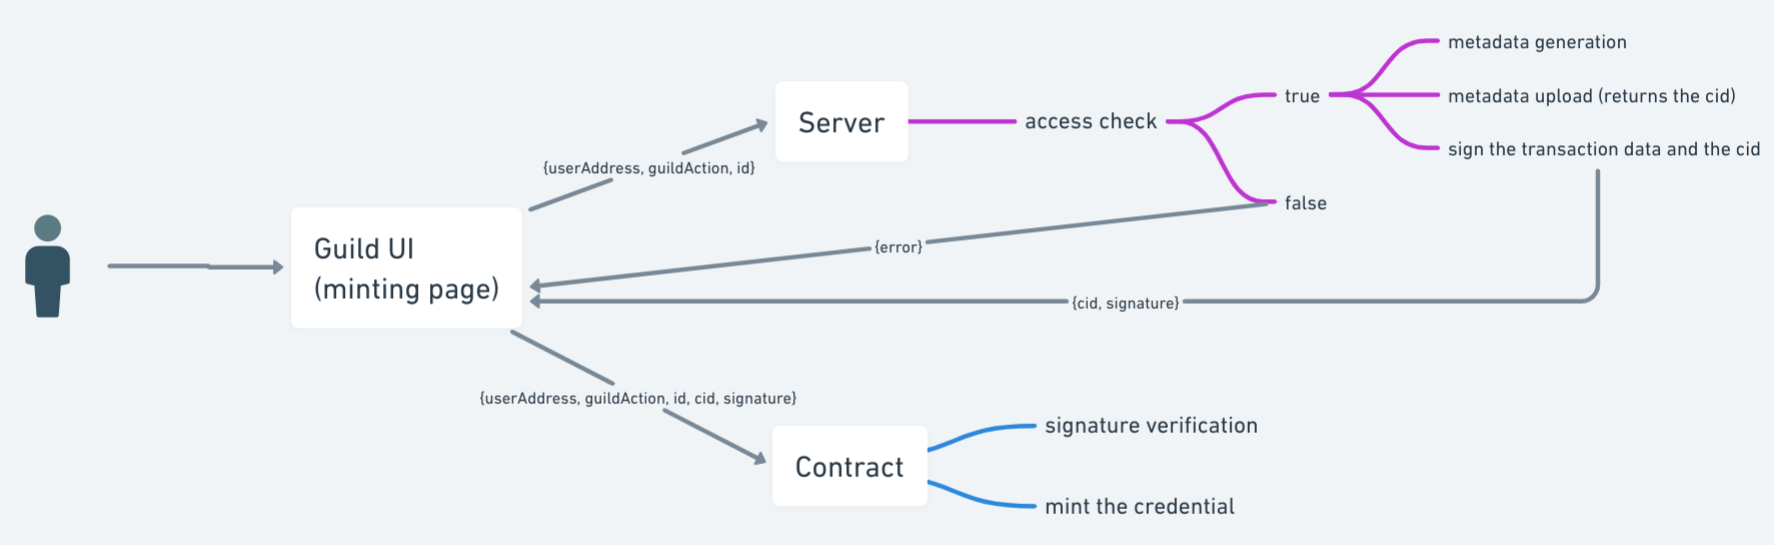 metadata generation
Server
access check
true
metadata upload (returns the cid)
sign the transaction data and the cid
{userAddress, guildAction, id}
false
Guild UI
(minting page)
{error}
{cid, signature}
{userAddress, guildAction, id, cid, signature}
signature verification
Contract
mint the credential